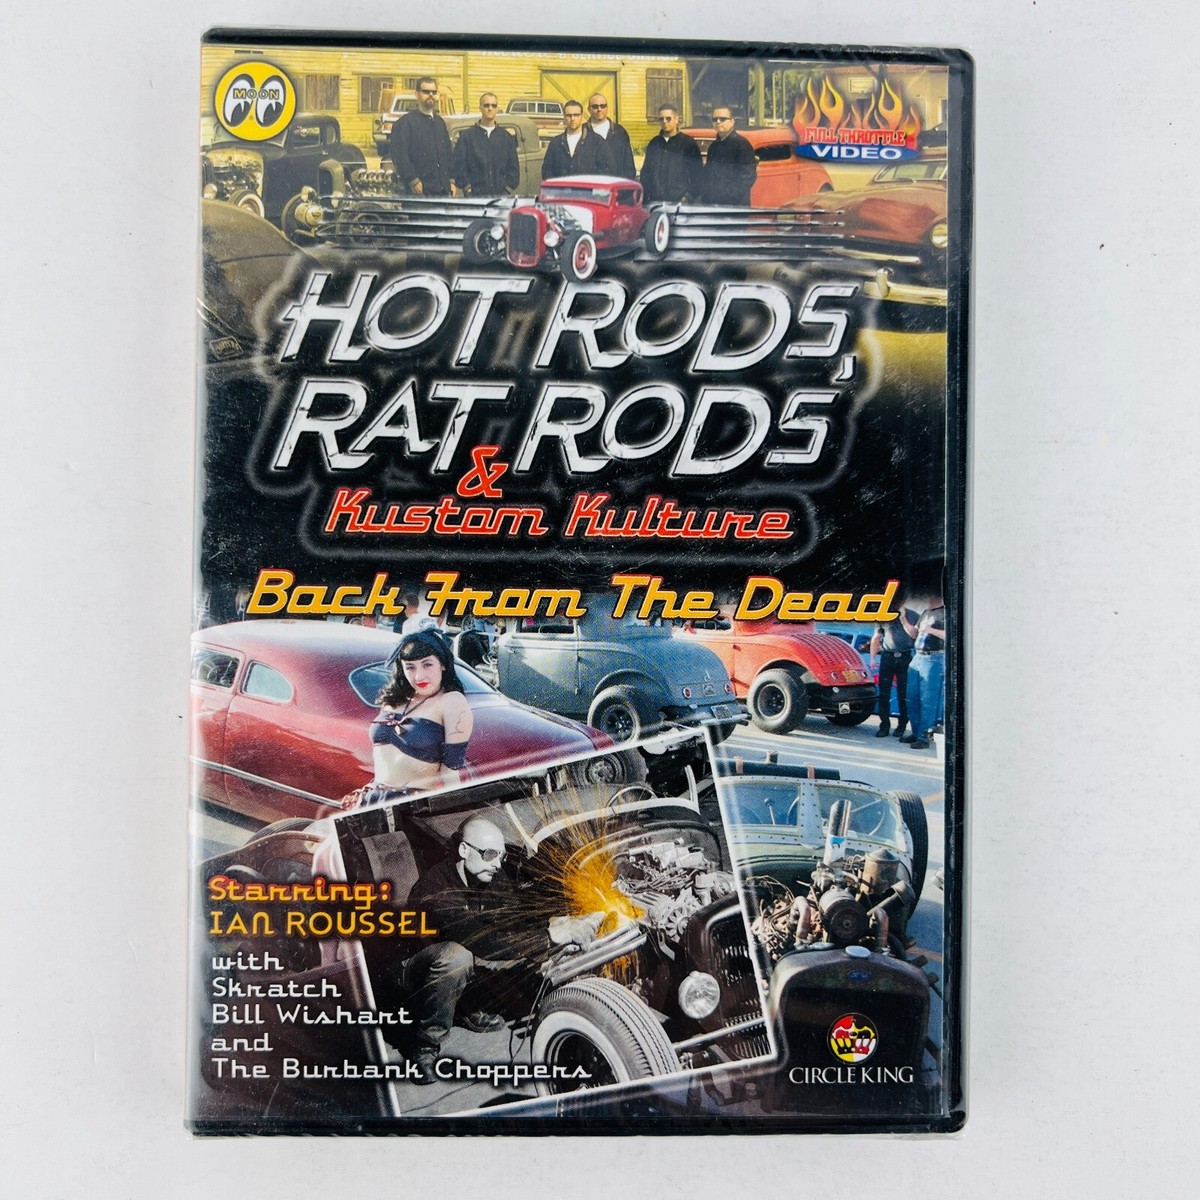 MOON
FULL THROTTLE
VIDEO
HOT RODS,
RAT RODS
&
Kustom Kulture
Back From The Dead
Starring:
IAN ROUSSEL
with
Skratch
Bill Wishart
and
The Burbank Choppers
CIRCLE KING